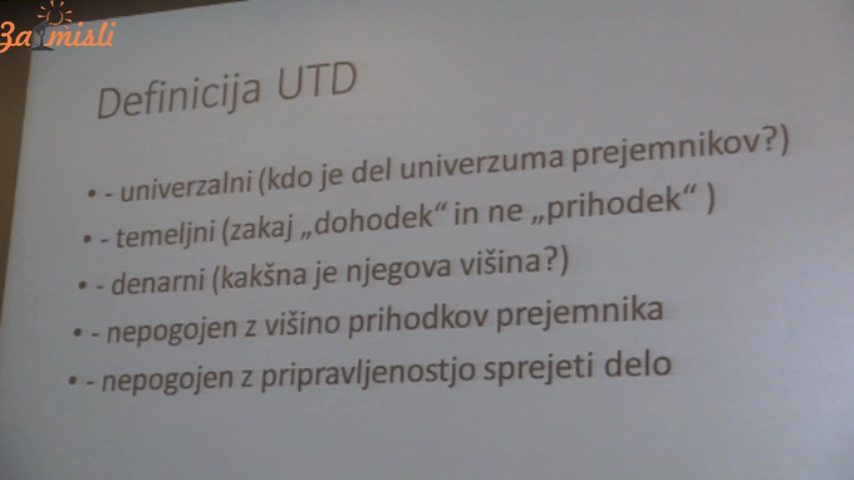 Za misli
Definicija UTD
• - univerzalni (kdo je del univerzuma prejemnikov?)
• - temeljni (zakaj „dohodek“ in ne „prihodek“ )
• - denarni (kakšna je njegova višina?)
• - nepogojen z višino prihodkov prejemnika
• - nepogojen z pripravljenostjo sprejeti delo